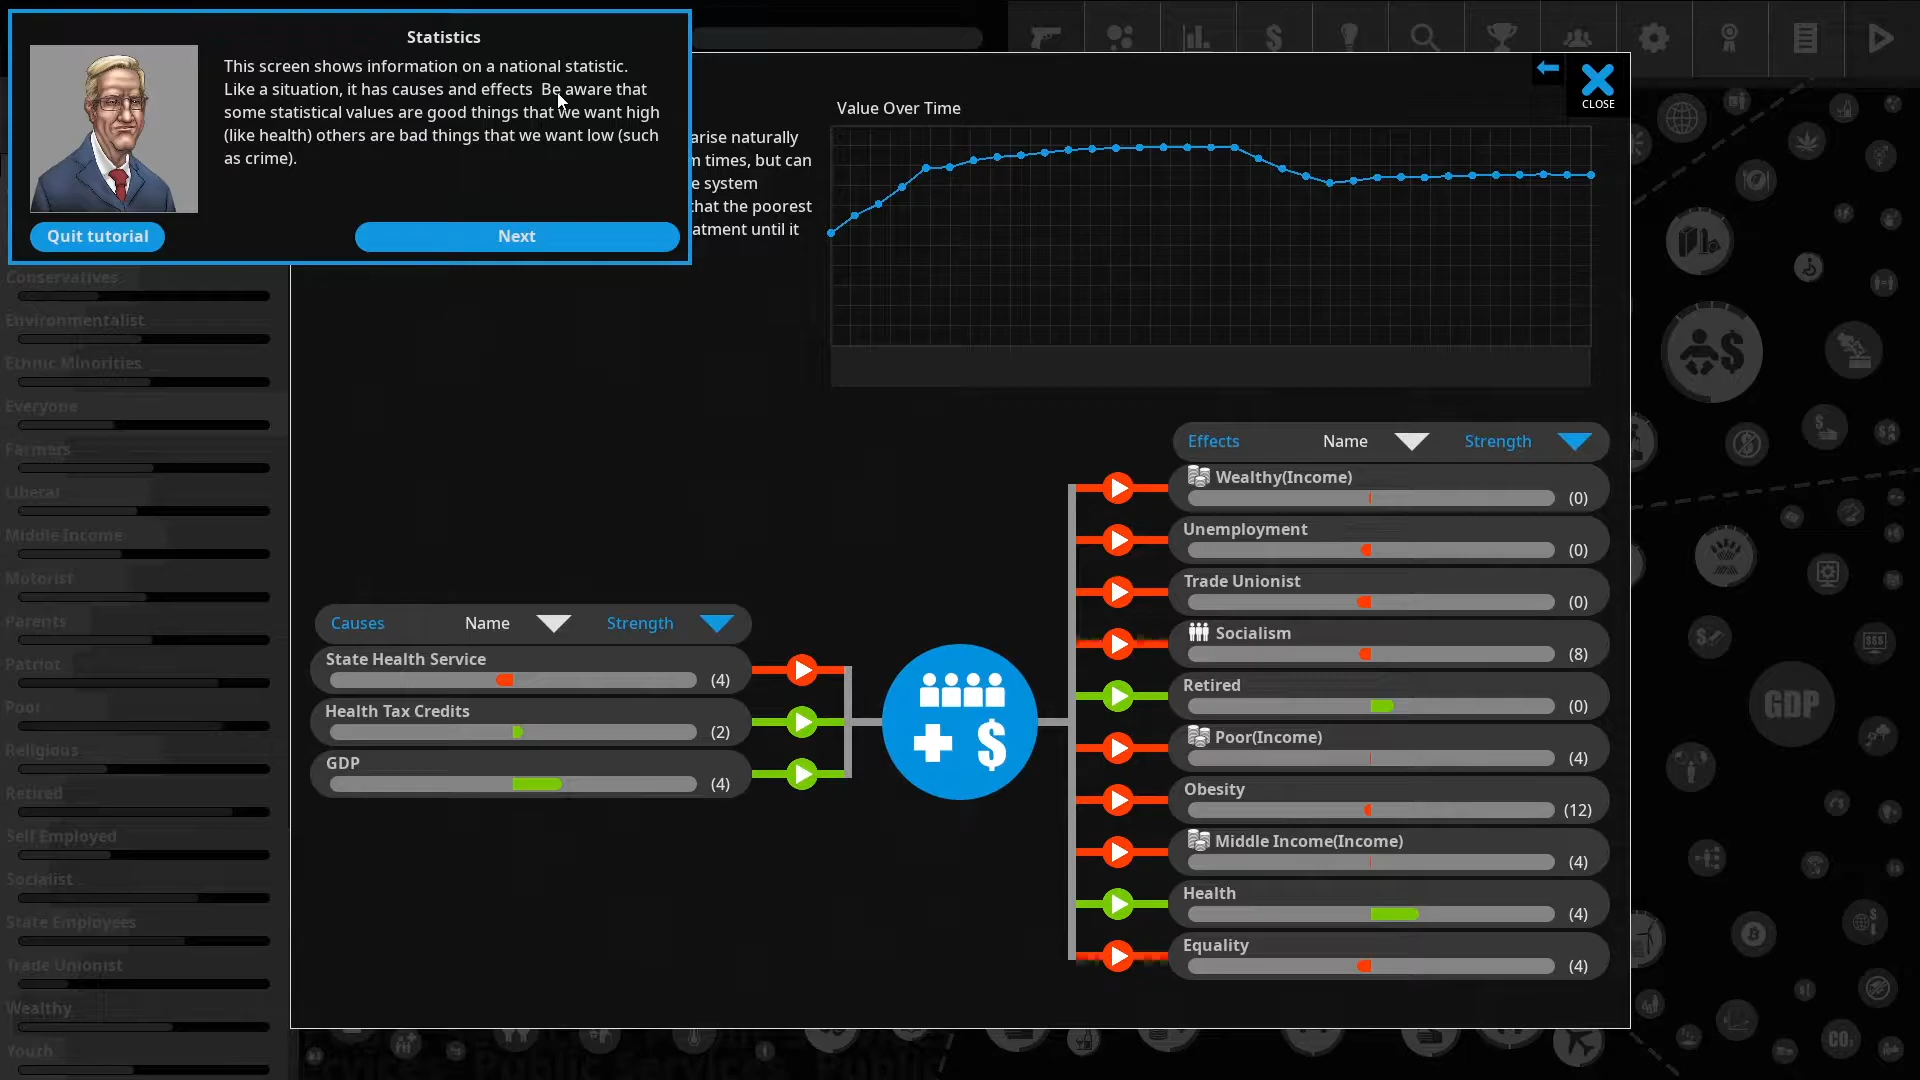 Statistics
This screen shows information on a national statistic.
Like a situation, it has causes and effects  Be aware that
some statistical values are good things that we want high
(like health) others are bad things that we want low (such
as crime).
Quit tutorial
Next
CLOSE
Value Over Time
arise naturally
n times, but can
e system
that the poorest
atment until it
Conservatives
Environmentalist
Ethnic Minorities
Everyone
Farmers
Liberal
Middle Income
Motorist
Parents
Patriot
Poor
Religious
Retired
Self Employed
Socialist
State Employees
Trade Unionist
Wealthy
Youth
Causes Name Strength
State Health Service
(4)
Health Tax Credits
(2)
GDP
(4)
Effects Name Strength
Wealthy(Income)
(0)
Unemployment
(0)
Trade Unionist
(0)
Socialism
(8)
Retired
(0)
Poor(Income)
(4)
Obesity
(12)
Middle Income(Income)
(4)
Health
(4)
Equality
(4)
GDP
CO₂
Public Services
Public